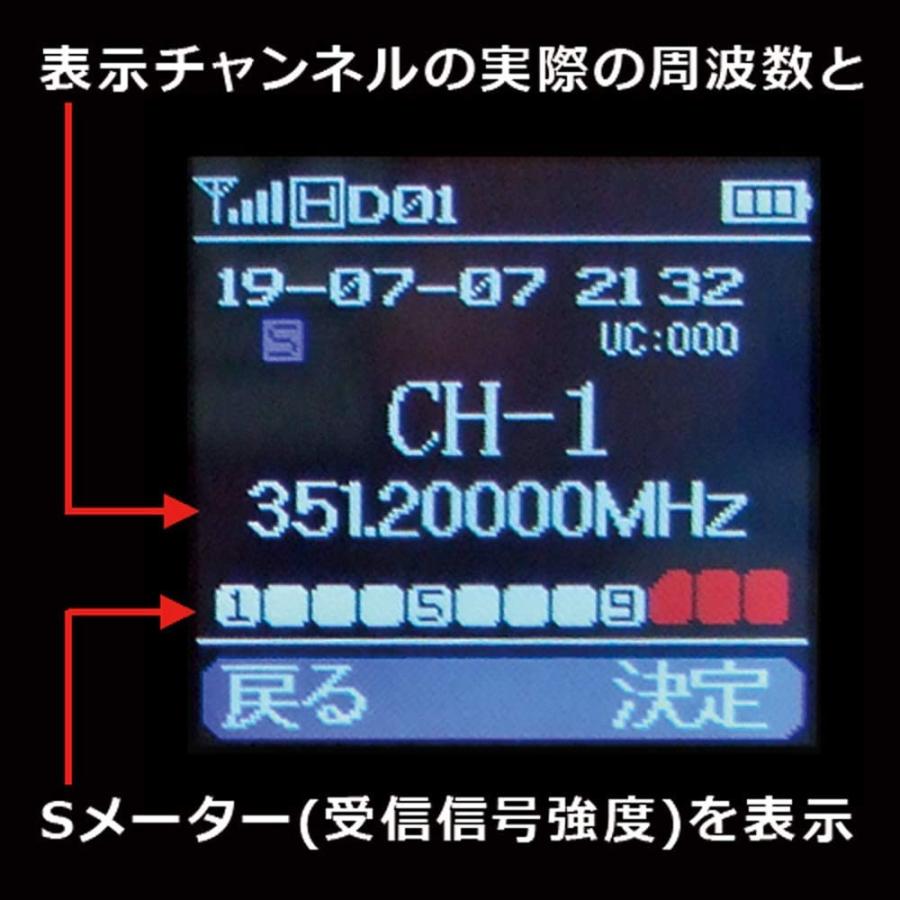 表示チャンネルの実際の周波数と
H D01
19-07-07 21 32
S UC:000
CH-1
351.20000MHz
1 5 9
戻る 決定
Sメーター(受信信号強度)を表示